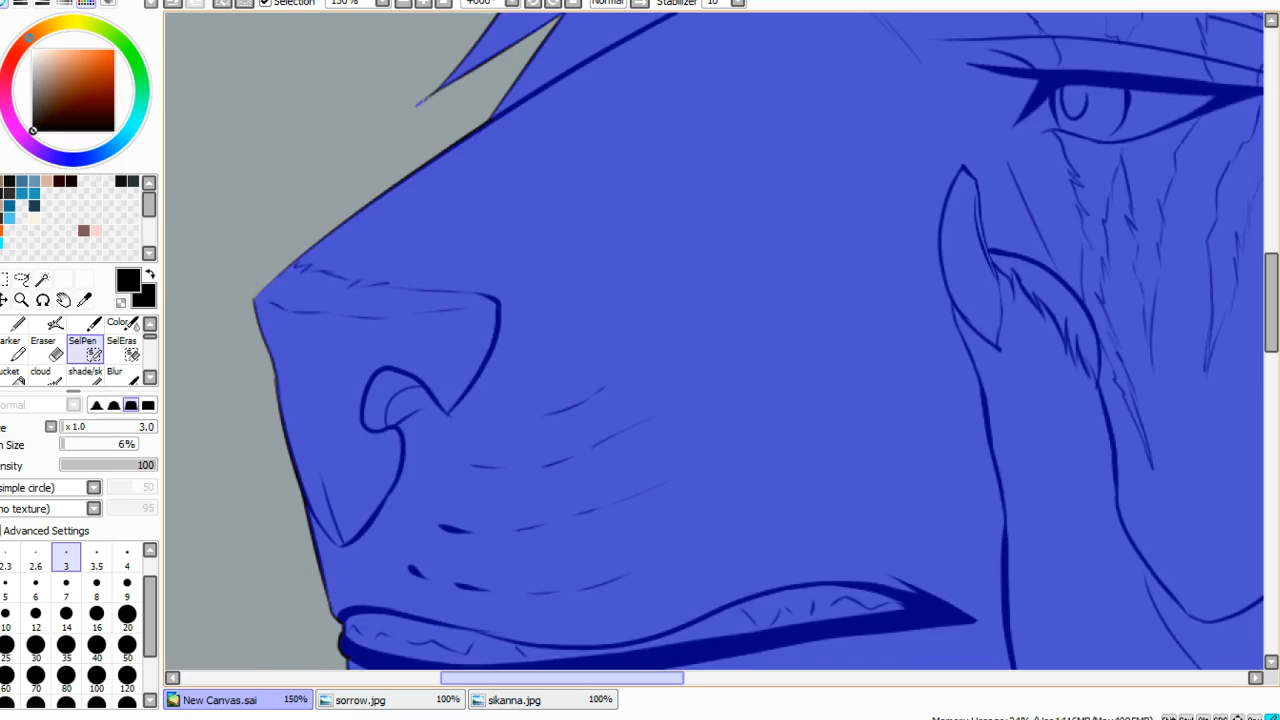 Selection 150% +000° Normal Stabilizer 10
Color
arker Eraser SelPen SelEras
ucket cloud shade/sk Blur
ormal
ze x 1.0 3.0
n Size 6%
ensity 100
simple circle) 50
no texture) 95
Advanced Settings
2.3 2.6 3 3.5 4
5 6 7 8 9
10 12 14 16 20
25 30 35 40 50
60 70 80 100 120
New Canvas.sai 150% sorrow.jpg 100% sikanna.jpg 100%